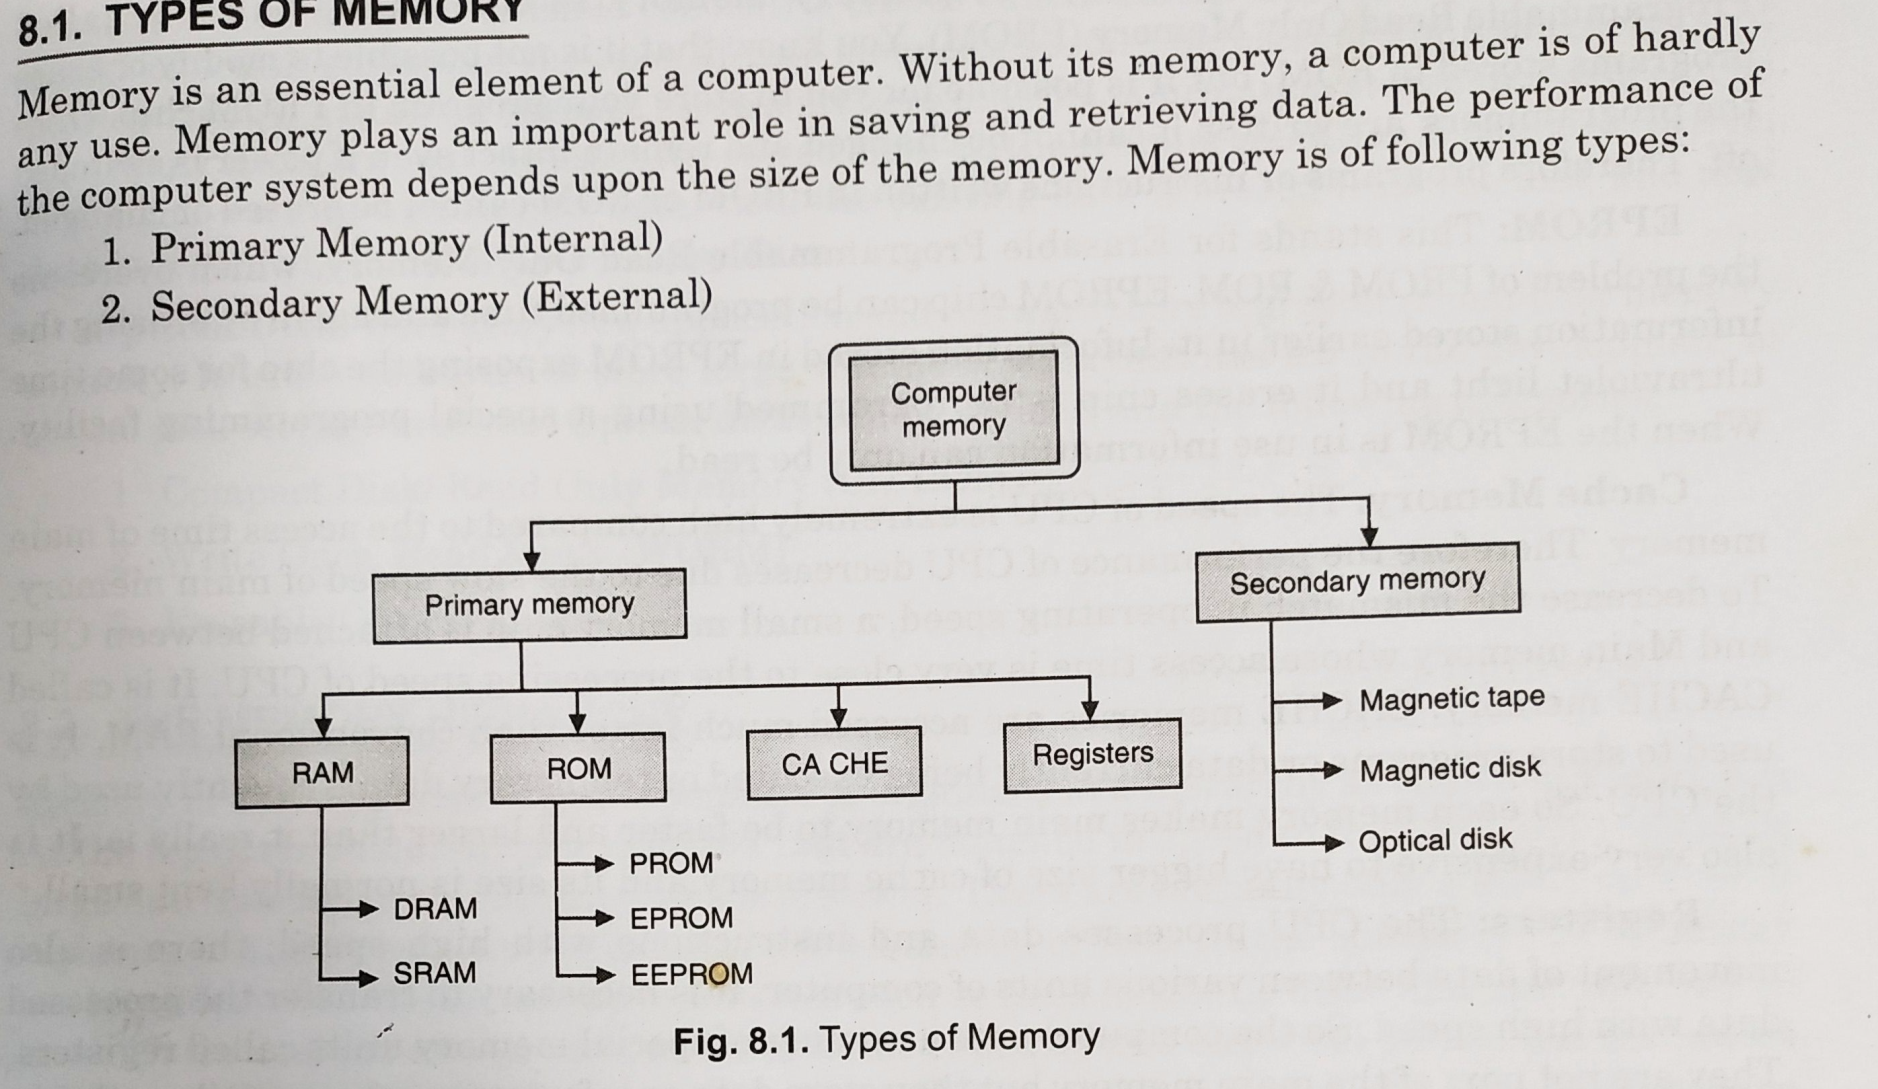 8.1. TYPES OF MEMORY
Memory is an essential element of a computer. Without its memory, a computer is of hardly
any use. Memory plays an important role in saving and retrieving data. The performance of
the computer system depends upon the size of the memory. Memory is of following types:
1. Primary Memory (Internal)
2. Secondary Memory (External)
Computer
memory
Primary memory
Secondary memory
RAM
ROM
CA CHE
Registers
DRAM
SRAM
PROM
EPROM
EEPROM
Magnetic tape
Magnetic disk
Optical disk
Fig. 8.1. Types of Memory